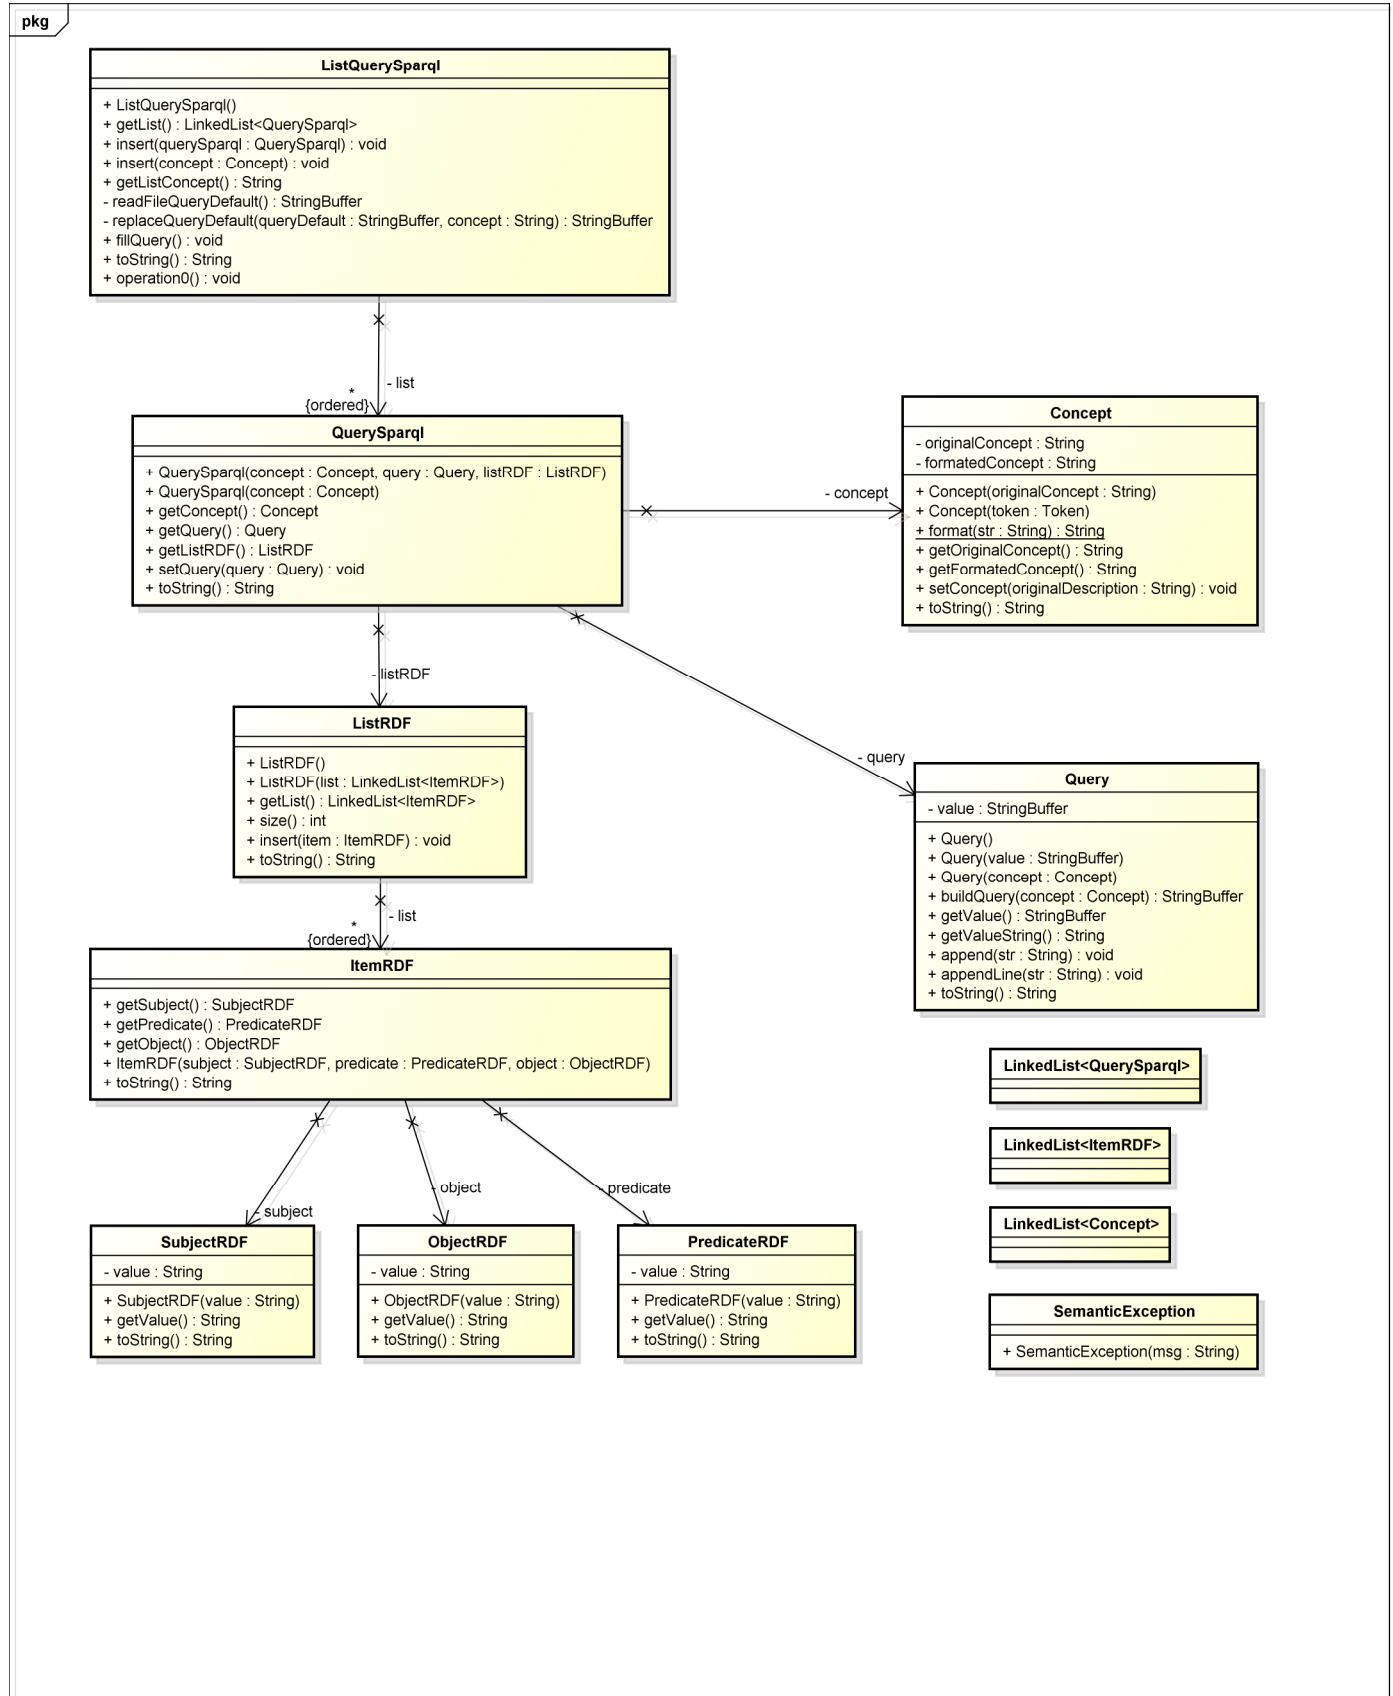 pkg
ListQuerySparql
+ ListQuerySparql()
+ getList() : LinkedList<QuerySparql>
+ insert(querySparql : QuerySparql) : void
+ insert(concept : Concept) : void
+ getListConcept() : String
- readFileQueryDefault() : StringBuffer
- replaceQueryDefault(queryDefault : StringBuffer, concept : String) : StringBuffer
+ fillQuery() : void
+ toString() : String
+ operation0() : void
- list
*
{ordered}
QuerySparql
+ QuerySparql(concept : Concept, query : Query, listRDF : ListRDF)
+ QuerySparql(concept : Concept)
+ getConcept() : Concept
+ getQuery() : Query
+ getListRDF() : ListRDF
+ setQuery(query : Query) : void
+ toString() : String
- concept
Concept
- originalConcept : String
- formatedConcept : String
+ Concept(originalConcept : String)
+ Concept(token : Token)
+ format(str : String) : String
+ getOriginalConcept() : String
+ getFormatedConcept() : String
+ setConcept(originalDescription : String) : void
+ toString() : String
- listRDF
ListRDF
+ ListRDF()
+ ListRDF(list : LinkedList<ItemRDF>)
+ getList() : LinkedList<ItemRDF>
+ size() : int
+ insert(item : ItemRDF) : void
+ toString() : String
- query
Query
- value : StringBuffer
+ Query()
+ Query(value : StringBuffer)
+ Query(concept : Concept)
+ buildQuery(concept : Concept) : StringBuffer
+ getValue() : StringBuffer
+ getValueString() : String
+ append(str : String) : void
+ appendLine(str : String) : void
+ toString() : String
- list
*
{ordered}
ItemRDF
+ getSubject() : SubjectRDF
+ getPredicate() : PredicateRDF
+ getObject() : ObjectRDF
+ ItemRDF(subject : SubjectRDF, predicate : PredicateRDF, object : ObjectRDF)
+ toString() : String
LinkedList<QuerySparql>
LinkedList<ItemRDF>
LinkedList<Concept>
- subject
- object
- predicate
SubjectRDF
- value : String
+ SubjectRDF(value : String)
+ getValue() : String
+ toString() : String
ObjectRDF
- value : String
+ ObjectRDF(value : String)
+ getValue() : String
+ toString() : String
PredicateRDF
- value : String
+ PredicateRDF(value : String)
+ getValue() : String
+ toString() : String
SemanticException
+ SemanticException(msg : String)